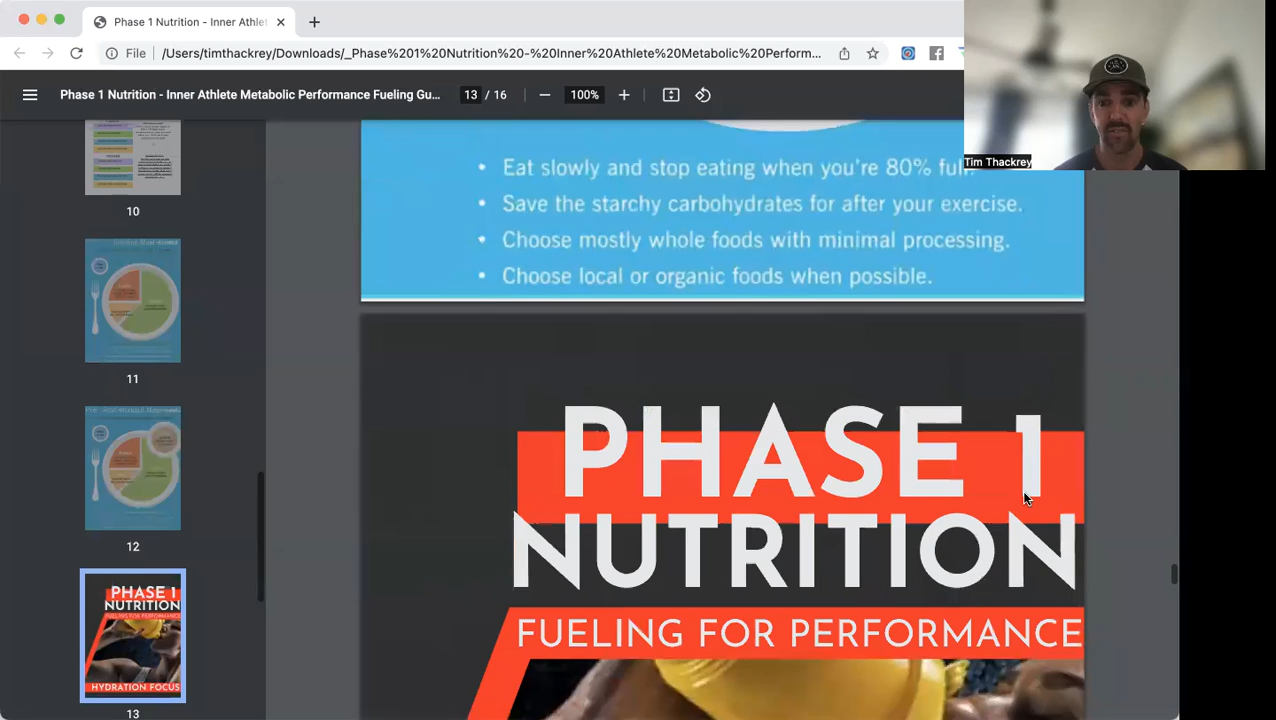 Phase 1 Nutrition - Inner Athlet
File
/Users/timthackrey/Downloads/_Phase%201%20Nutrition%20-%20Inner%20Athlete%20Metabolic%20Perform...
Phase 1 Nutrition - Inner Athlete Metabolic Performance Fueling Gu...
13 / 16
100%
Tim Thackrey
10
11
12
PHASE 1
NUTRITION
FUELING FOR PERFORMANCE
HYDRATION FOCUS
13
• Eat slowly and stop eating when you're 80% full.
• Save the starchy carbohydrates for after your exercise.
• Choose mostly whole foods with minimal processing.
• Choose local or organic foods when possible.
PHASE 1
NUTRITION
FUELING FOR PERFORMANCE